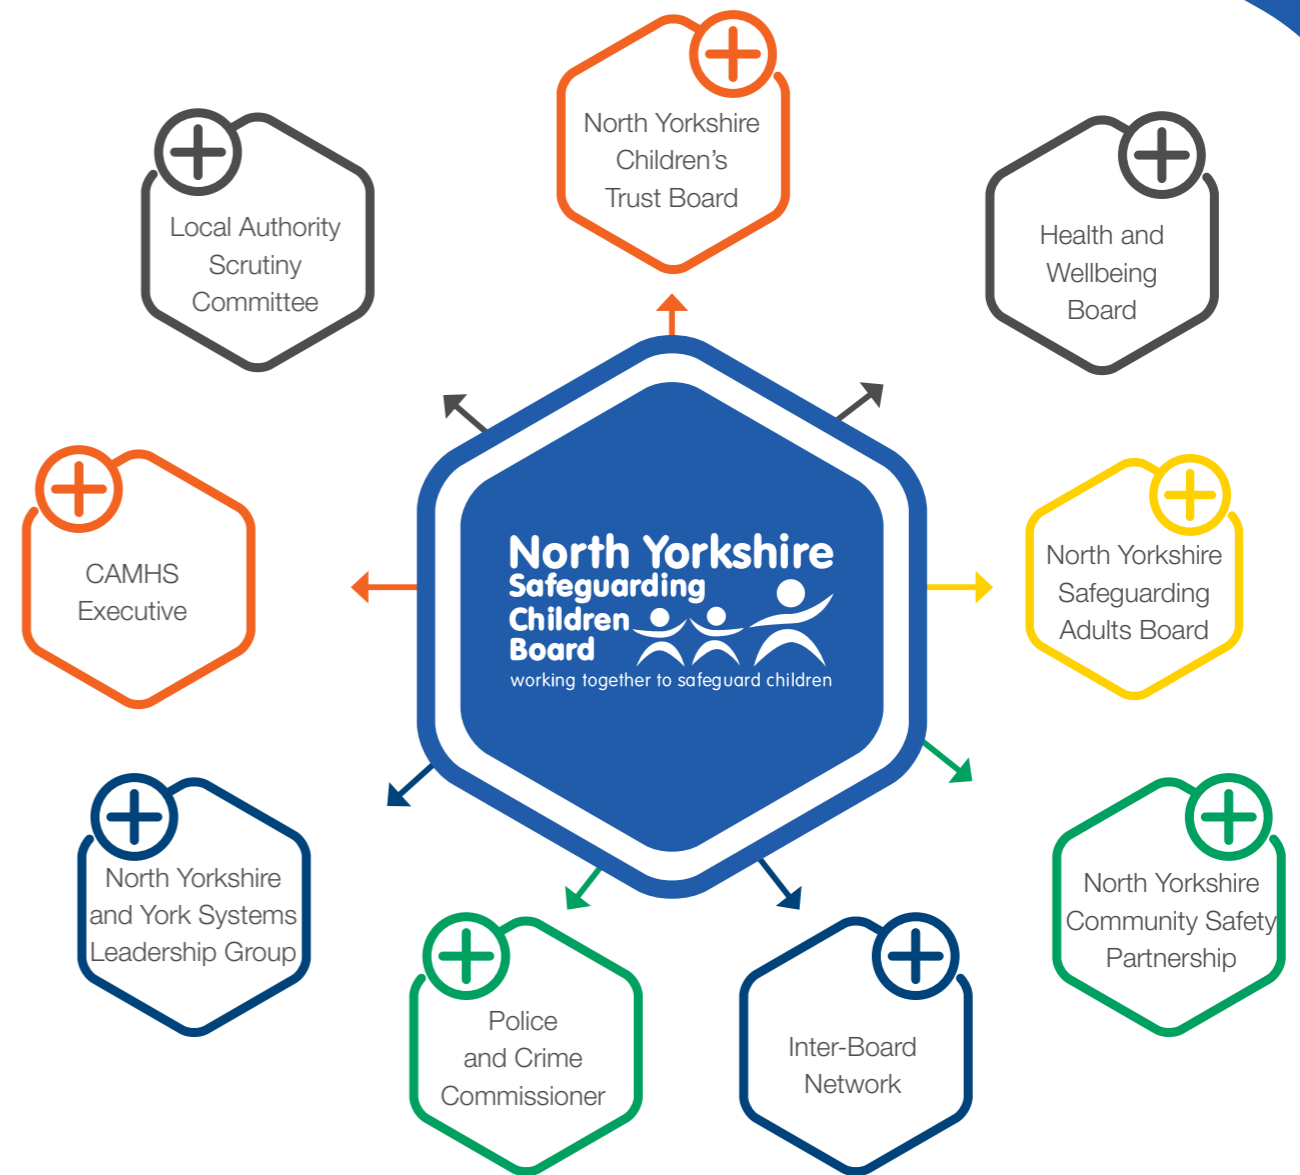 North Yorkshire
Children's
Trust Board
Local Authority
Scrutiny
Committee
Health and
Wellbeing
Board
CAMHS
Executive
North Yorkshire
Safeguarding
Children
Board
working together to safeguard children
North Yorkshire
Safeguarding
Adults Board
North Yorkshire
and York Systems
Leadership Group
North Yorkshire
Community Safety
Partnership
Police
and Crime
Commissioner
Inter-Board
Network